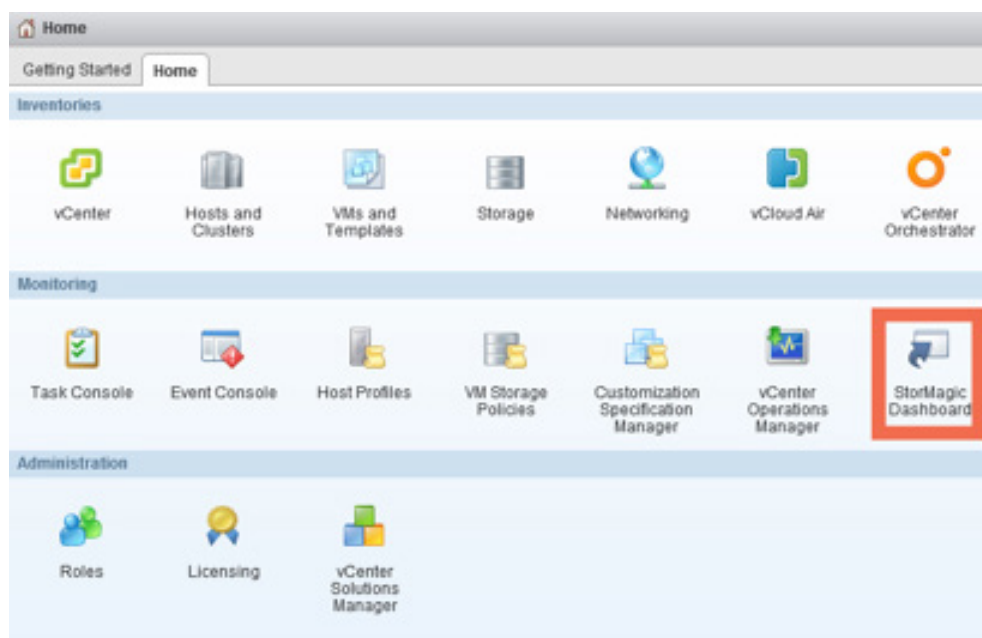 Home
Getting Started Home
Inventories
vCenter
Hosts and
Clusters
VMs and
Templates
Storage
Networking
vCloud Air
vCenter
Orchestrator
Monitoring
Task Console
Event Console
Host Profiles
VM Storage
Policies
Customization
Specification
Manager
vCenter
Operations
Manager
StorMagic
Dashboard
Administration
Roles
Licensing
vCenter
Solutions
Manager